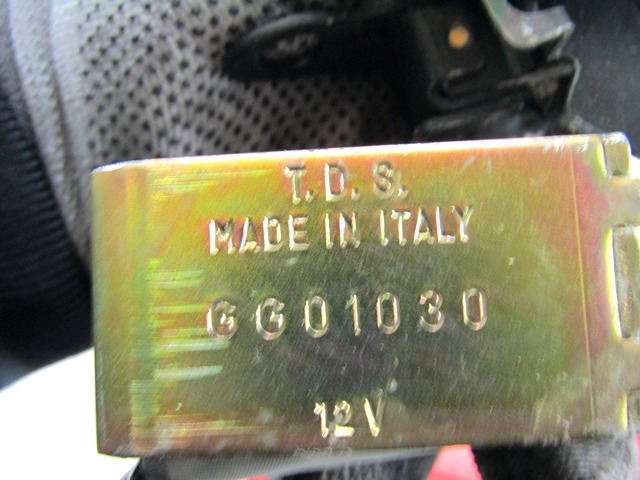 T.D.S.
MADE IN ITALY
GG01030
12V